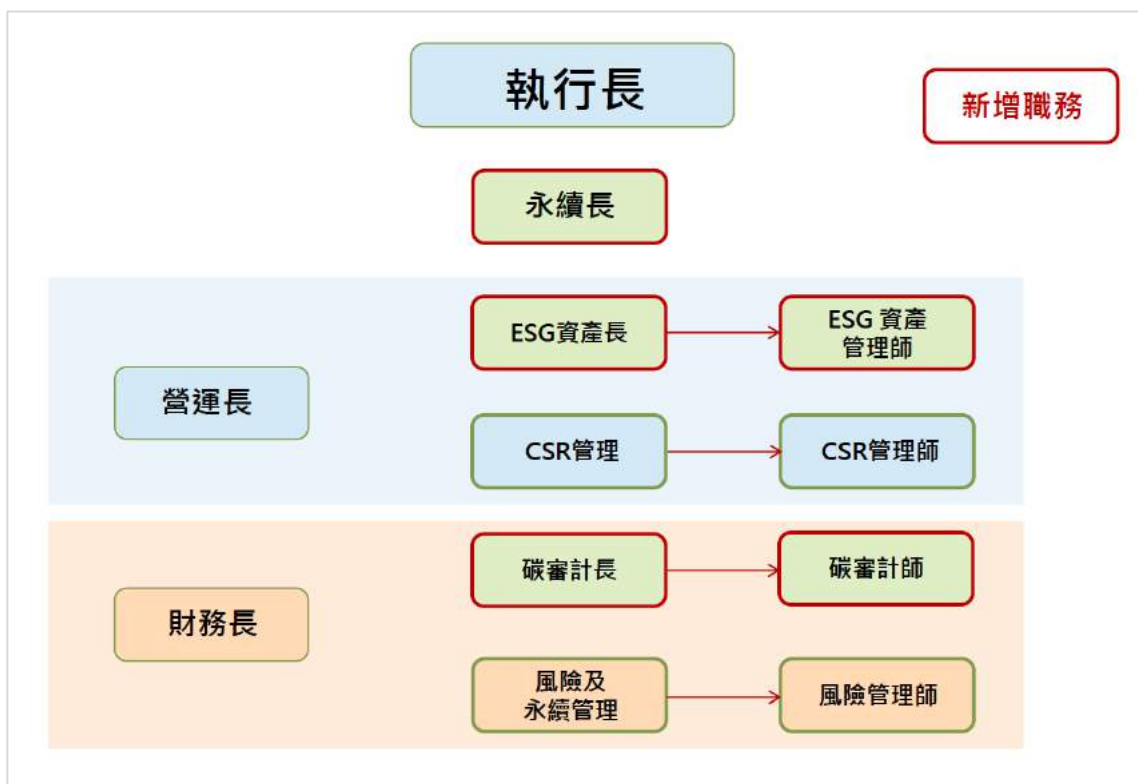 執行長
新增職務
永續長
ESG資產長
ESG 資產
管理師
營運長
CSR管理
CSR管理師
碳審計長
碳審計師
財務長
風險及
永續管理
風險管理師